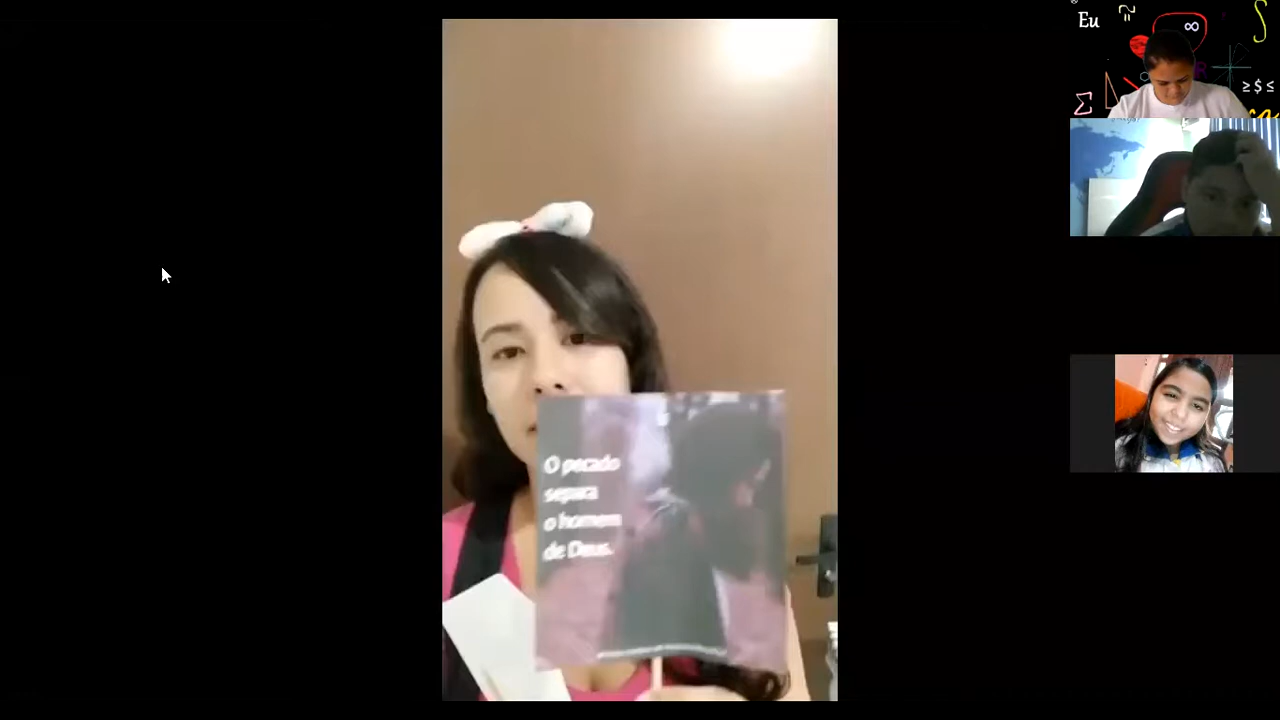 O pecado
separa
o homem
de Deus.
Eu
∞
Σ
≥$≤